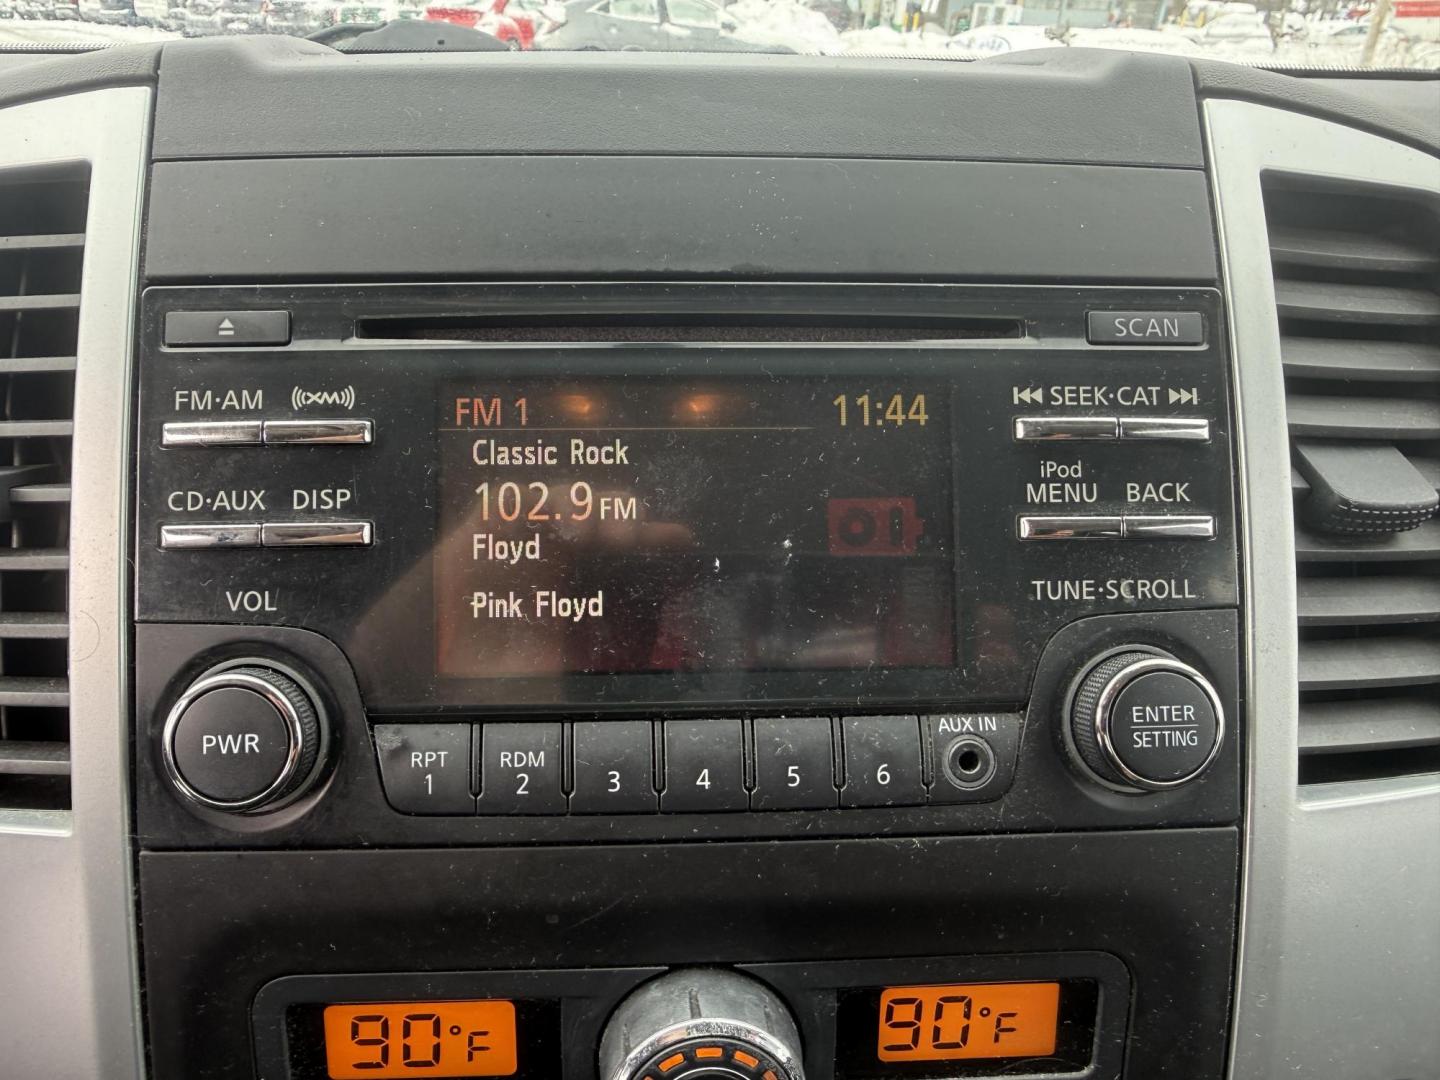 SCAN
FM·AM XM SEEK·CAT
FM 1 11:44
Classic Rock
102.9 FM
Floyd
Pink Floyd
CD·AUX DISP
iPod
MENU BACK
VOL
TUNE·SCROLL
PWR
RPT
1
RDM
2
3
4
5
6
AUX IN
ENTER
SETTING
90°F 90°F